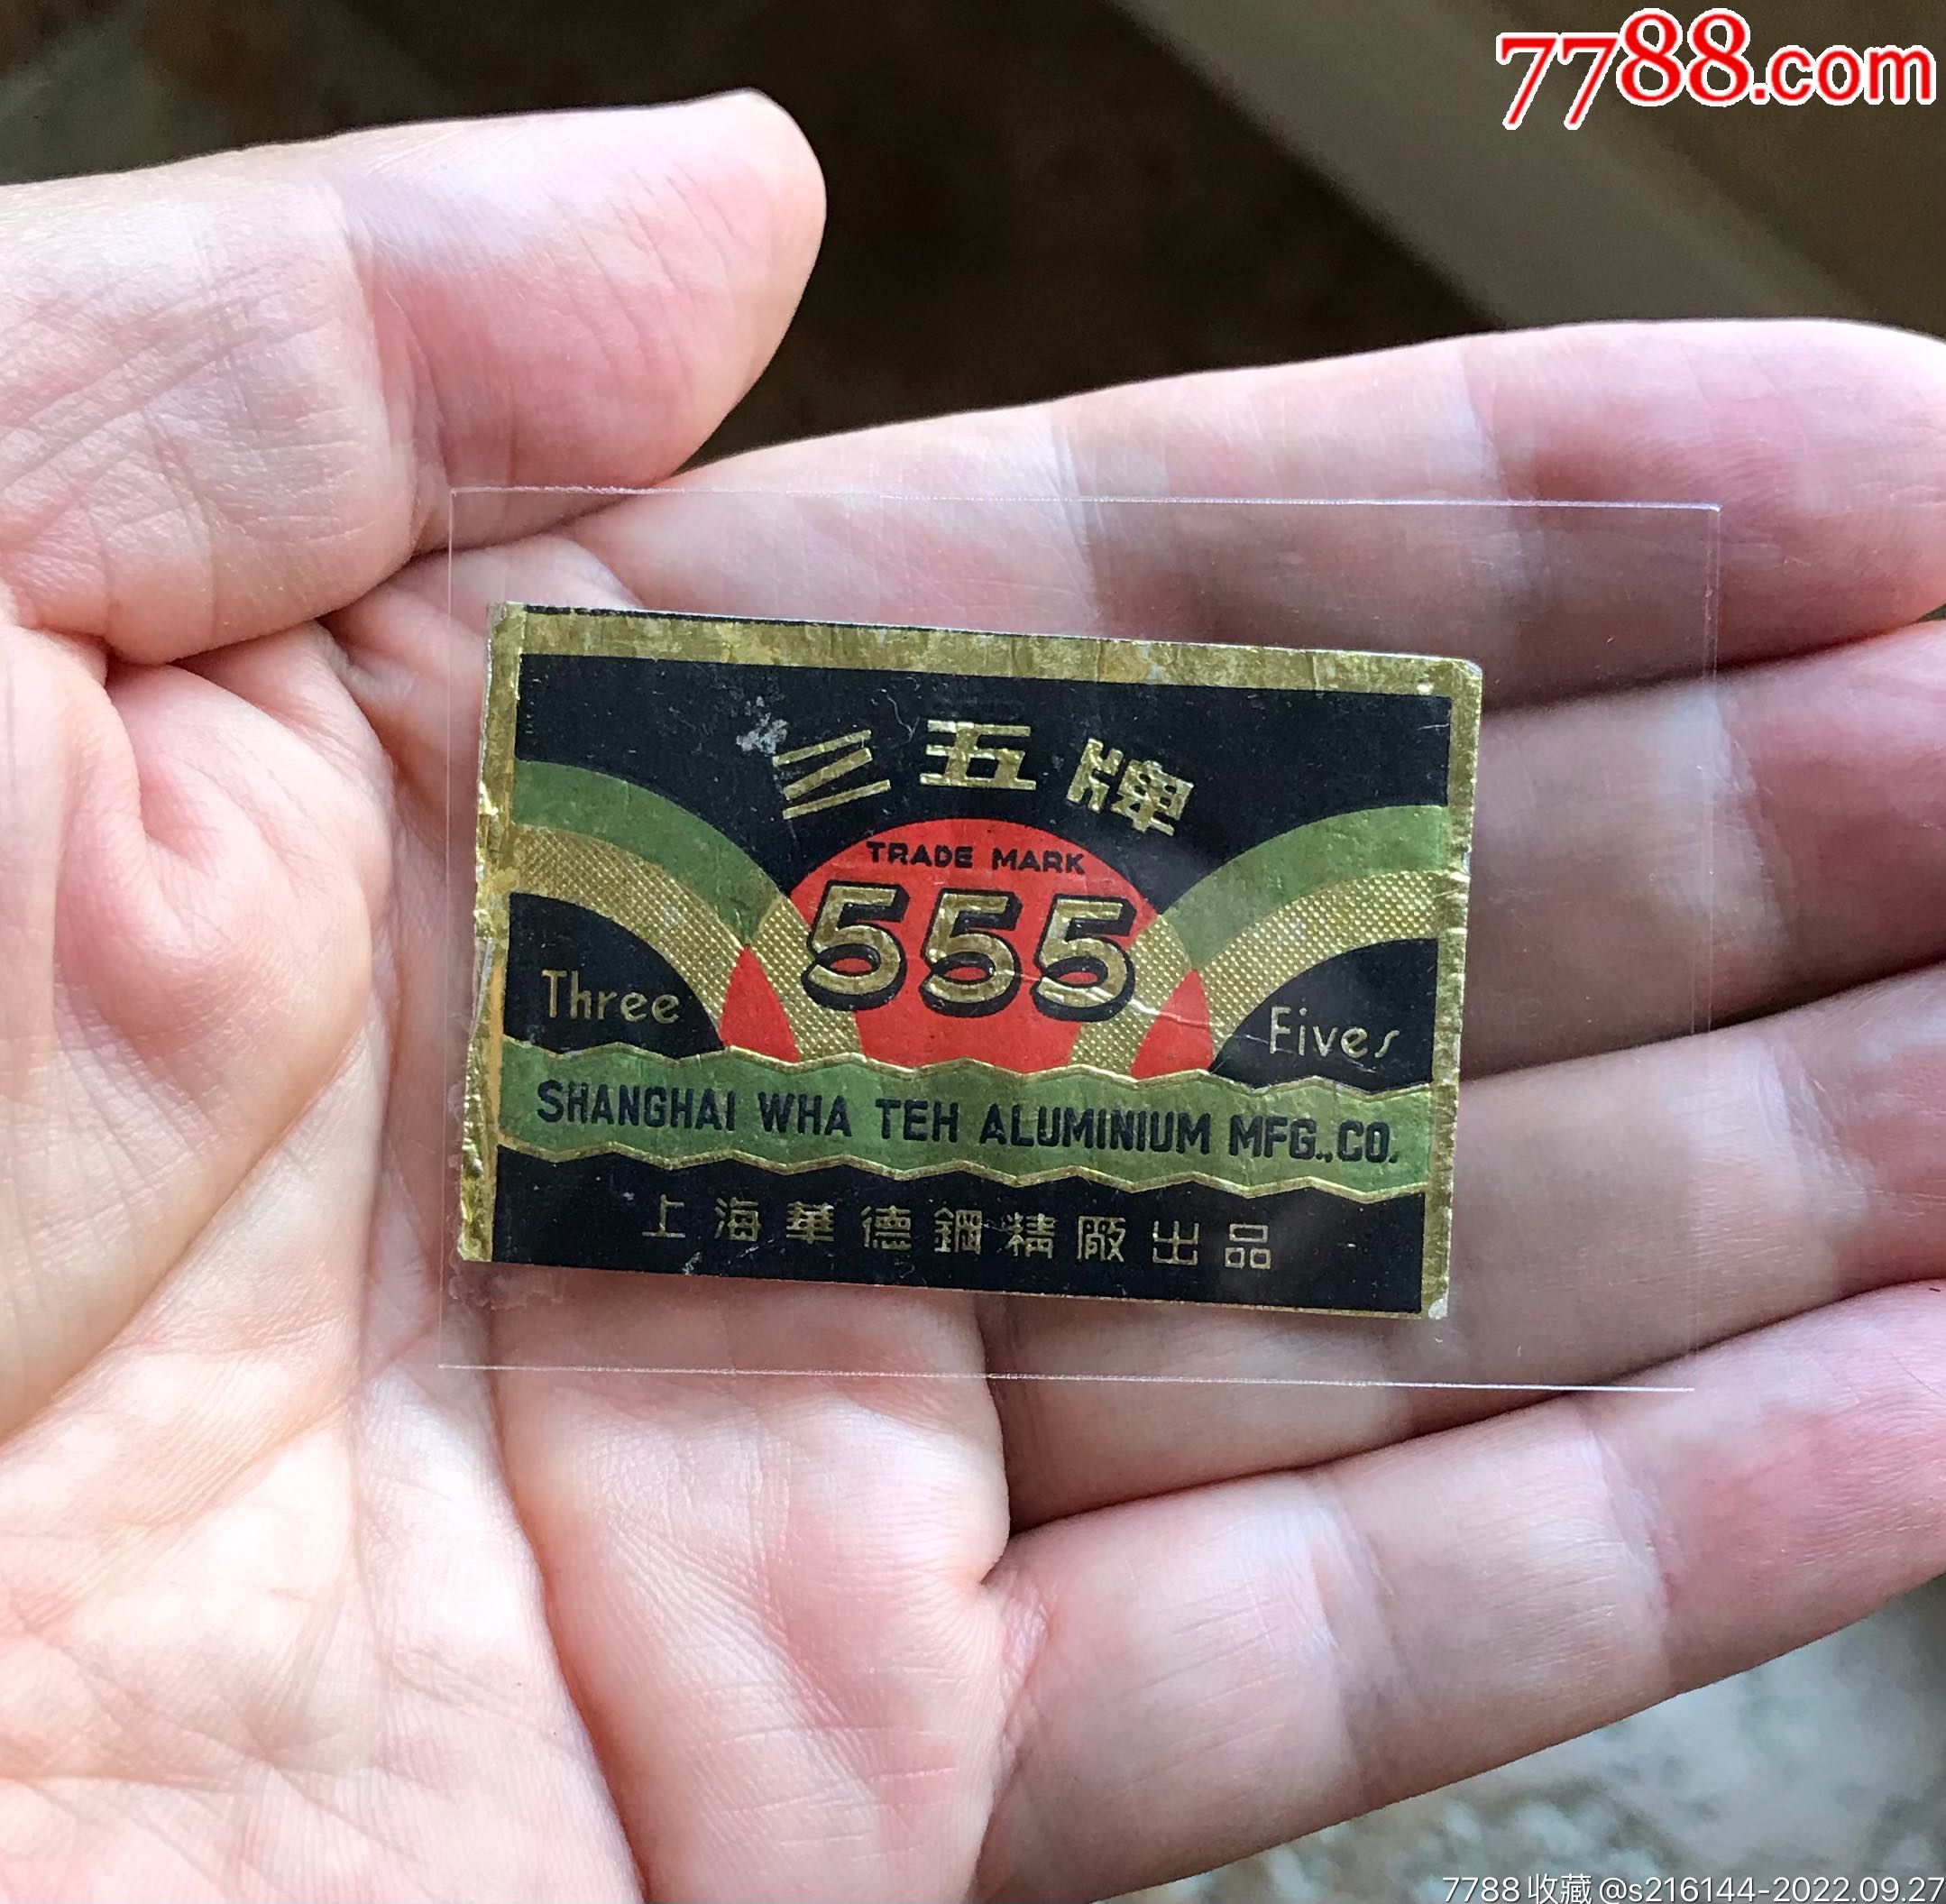 7788.com
三五牌
TRADE MARK
555
Three Fives
SHANGHAI WHA TEH ALUMINIUM MFG., CO.
上海華德鋼精廠出品
7788收藏@s216144-2022.09.27